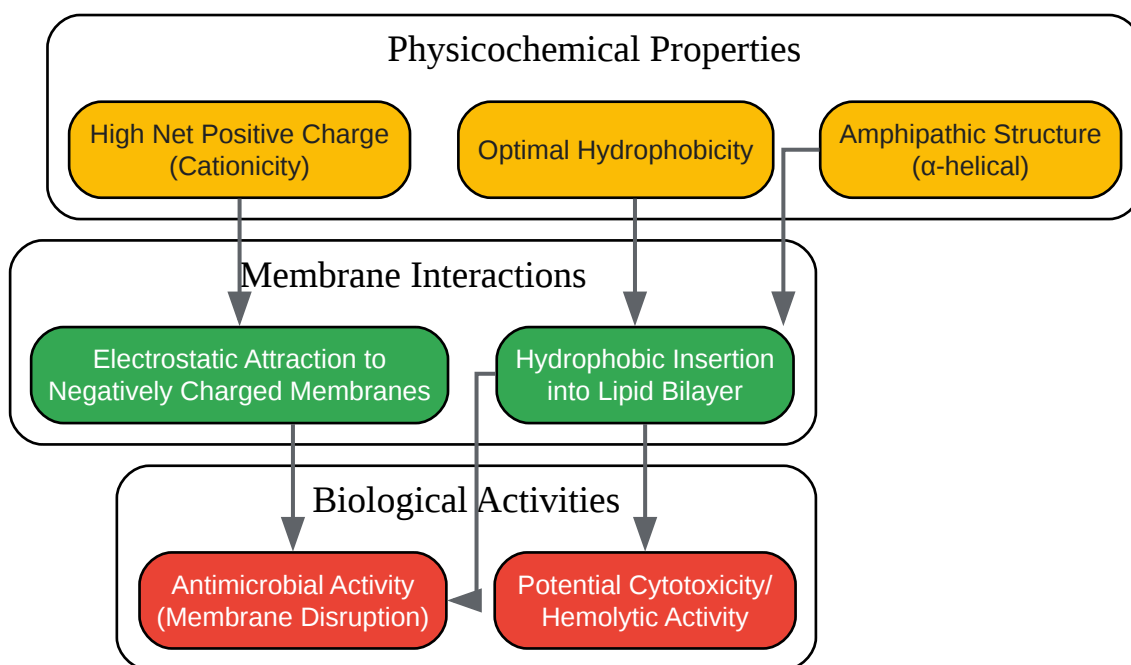 Physicochemical Properties
High Net Positive Charge
(Cationicity)
Optimal Hydrophobicity
Amphipathic Structure
(α-helical)
Membrane Interactions
Electrostatic Attraction to
Negatively Charged Membranes
Hydrophobic Insertion
into Lipid Bilayer
Biological Activities
Antimicrobial Activity
(Membrane Disruption)
Potential Cytotoxicity/
Hemolytic Activity